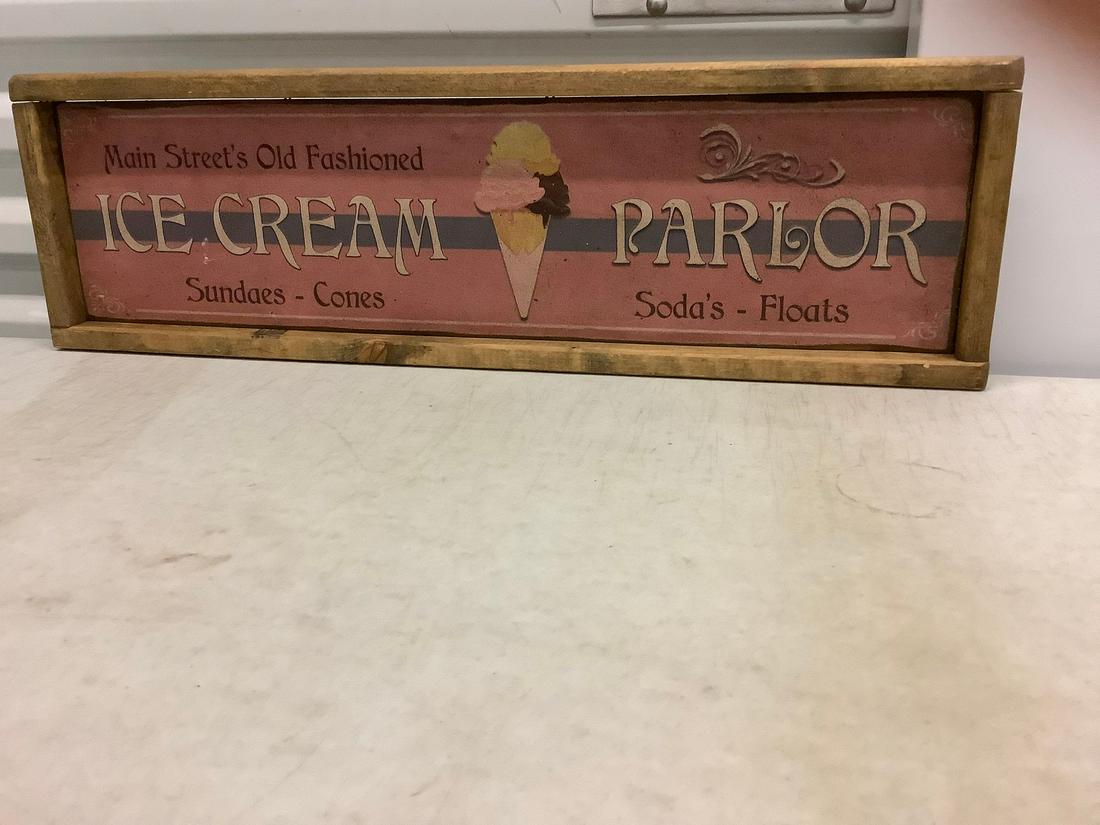 Main Street's Old Fashioned
ICE CREAM PARLOR
Sundaes - Cones
Soda's - Floats